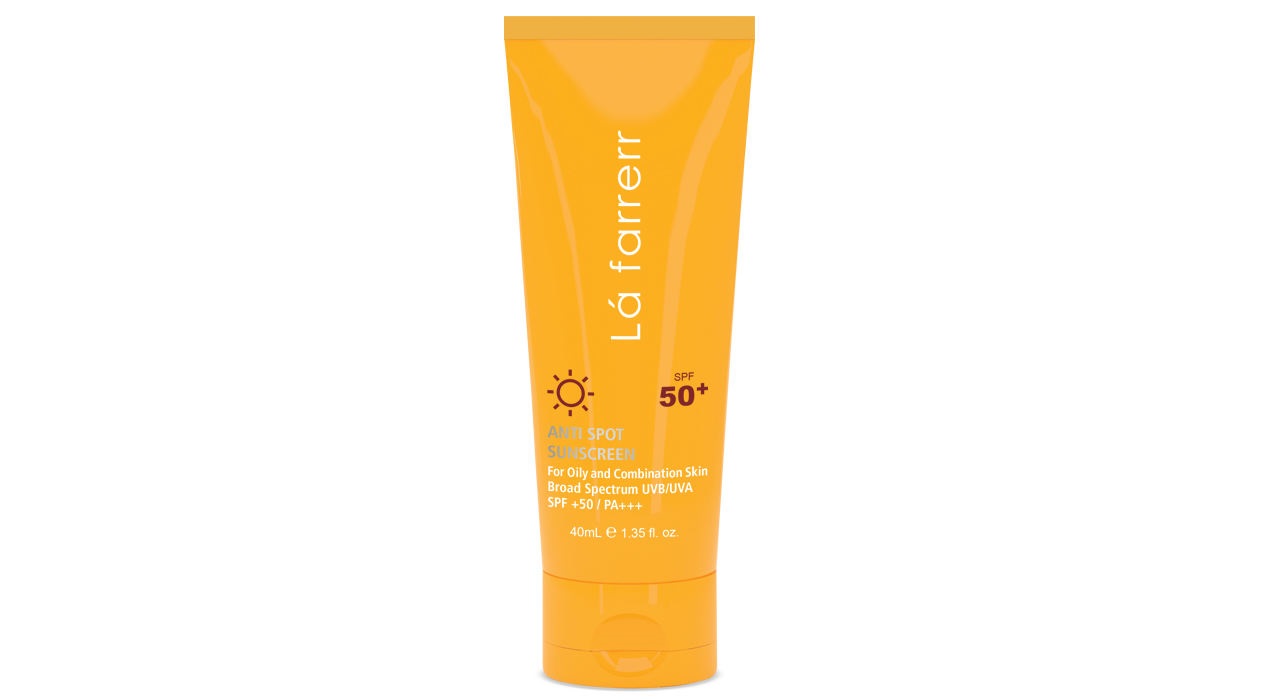 Lá farrerr
SPF
50+
ANTI SPOT
SUNSCREEN
For Oily and Combination Skin
Broad Spectrum UVB/UVA
SPF +50 / PA+++
40mL ℮ 1.35 fl. oz.